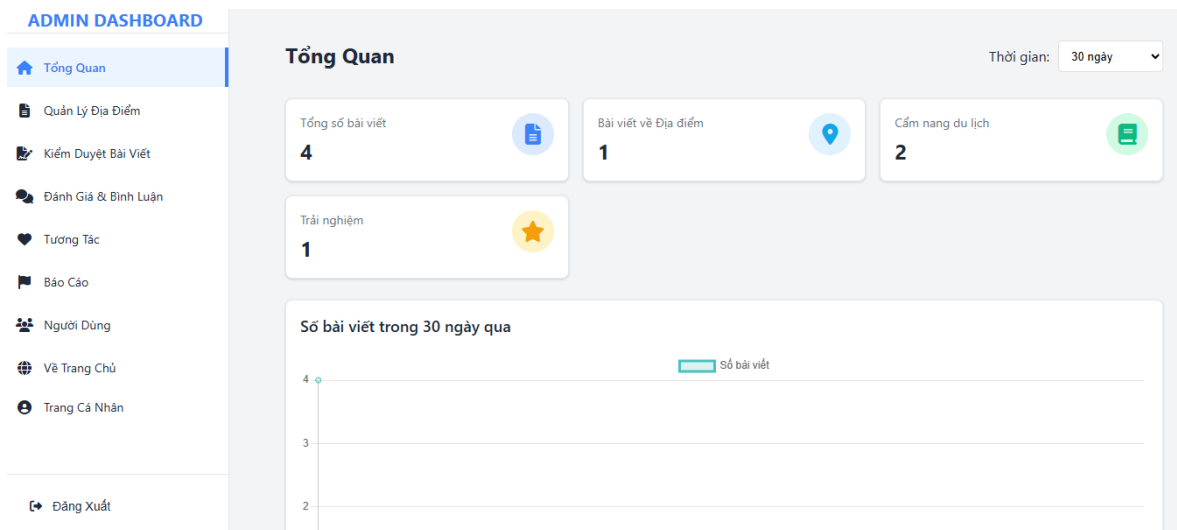 ADMIN DASHBOARD
Tổng Quan
Quản Lý Địa Điểm
Kiểm Duyệt Bài Viết
Đánh Giá & Bình Luận
Tương Tác
Báo Cáo
Người Dùng
Về Trang Chủ
Trang Cá Nhân
Đăng Xuất
Tổng Quan
Thời gian: 30 ngày
Tổng số bài viết
4
Bài viết về Địa điểm
1
Cẩm nang du lịch
2
Trải nghiệm
1
Số bài viết trong 30 ngày qua
Số bài viết
4
3
2